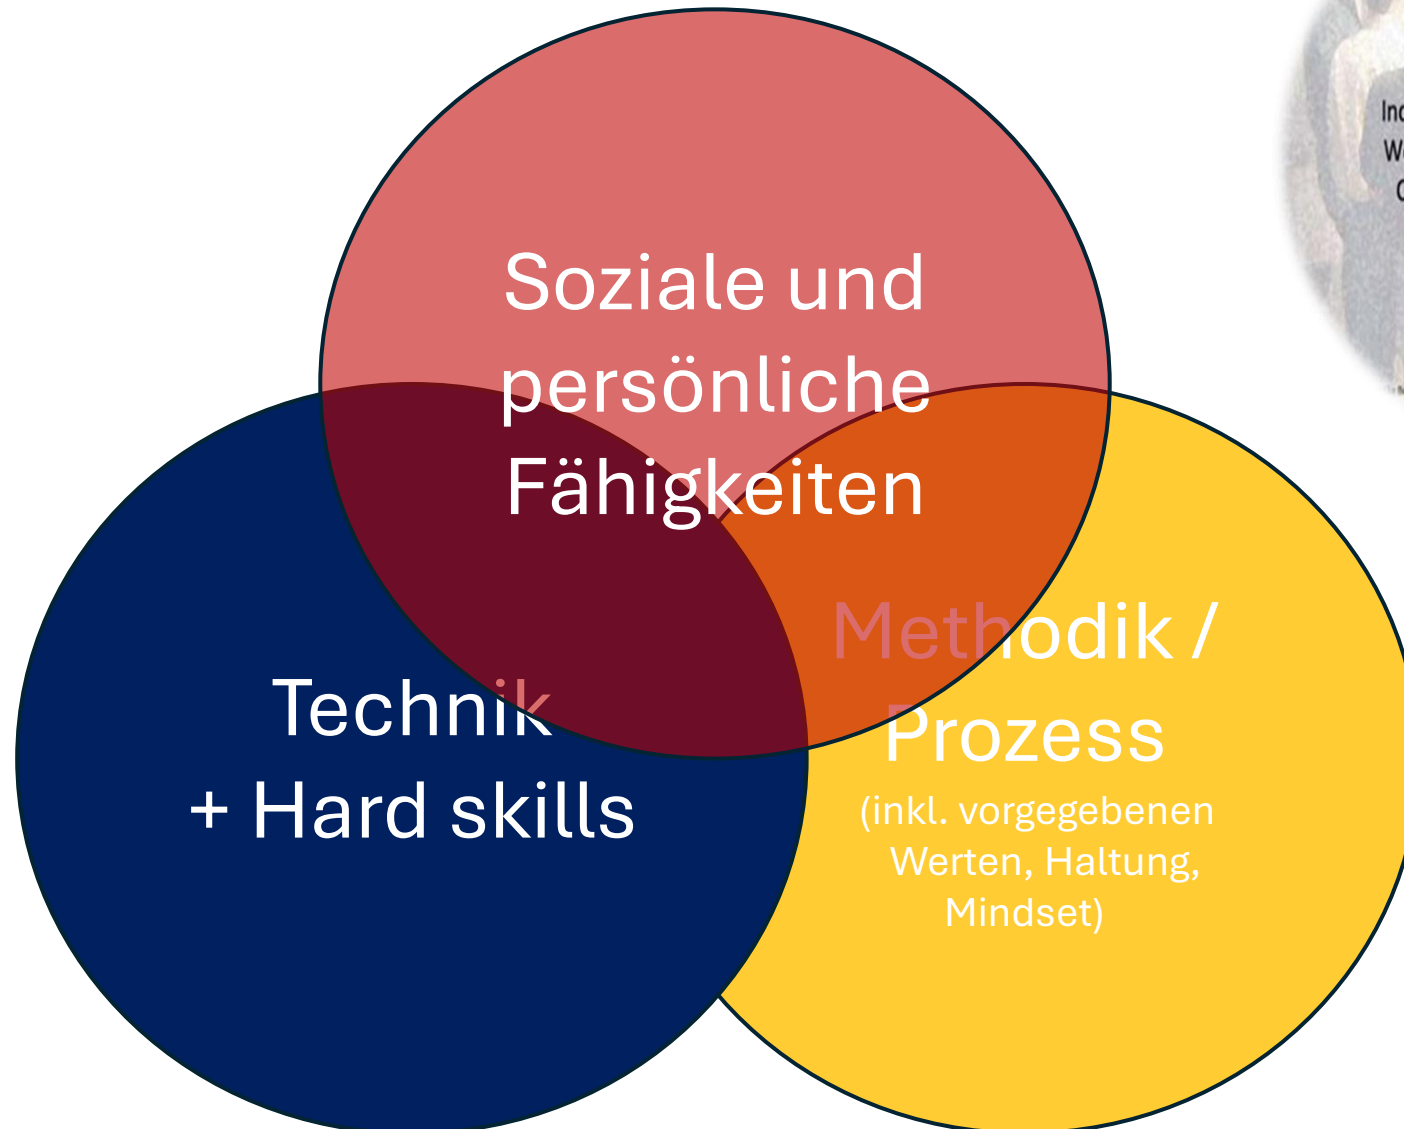 Soziale und
persönliche
Fähigkeiten
Methodik /
Prozess
(inkl. vorgegebenen
Werten, Haltung,
Mindset)
Technik
+ Hard skills